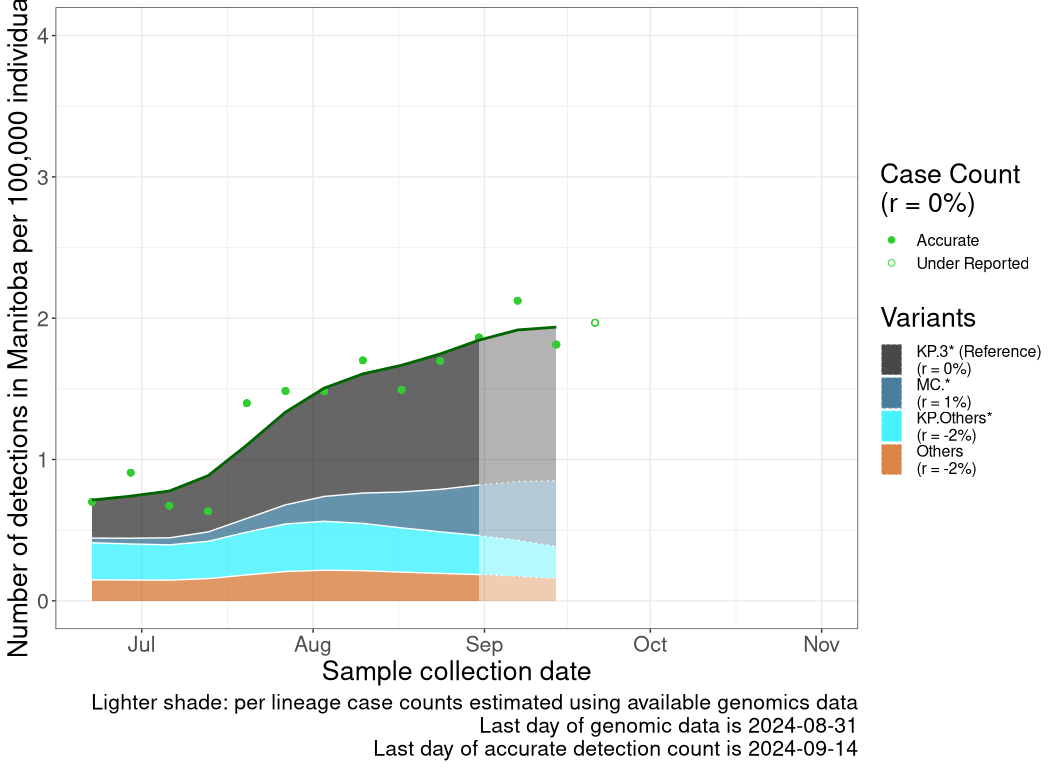 Number of detections in Manitoba per 100,000 individua
4
3
2
1
0
Jul
Aug
Sep
Oct
Nov
Sample collection date
Lighter shade: per lineage case counts estimated using available genomics data
Last day of genomic data is 2024-08-31
Last day of accurate detection count is 2024-09-14
Case Count
(r = 0%)
Accurate
Under Reported
Variants
KP.3* (Reference)
(r = 0%)
MC.*
(r = 1%)
KP.Others*
(r = -2%)
Others
(r = -2%)